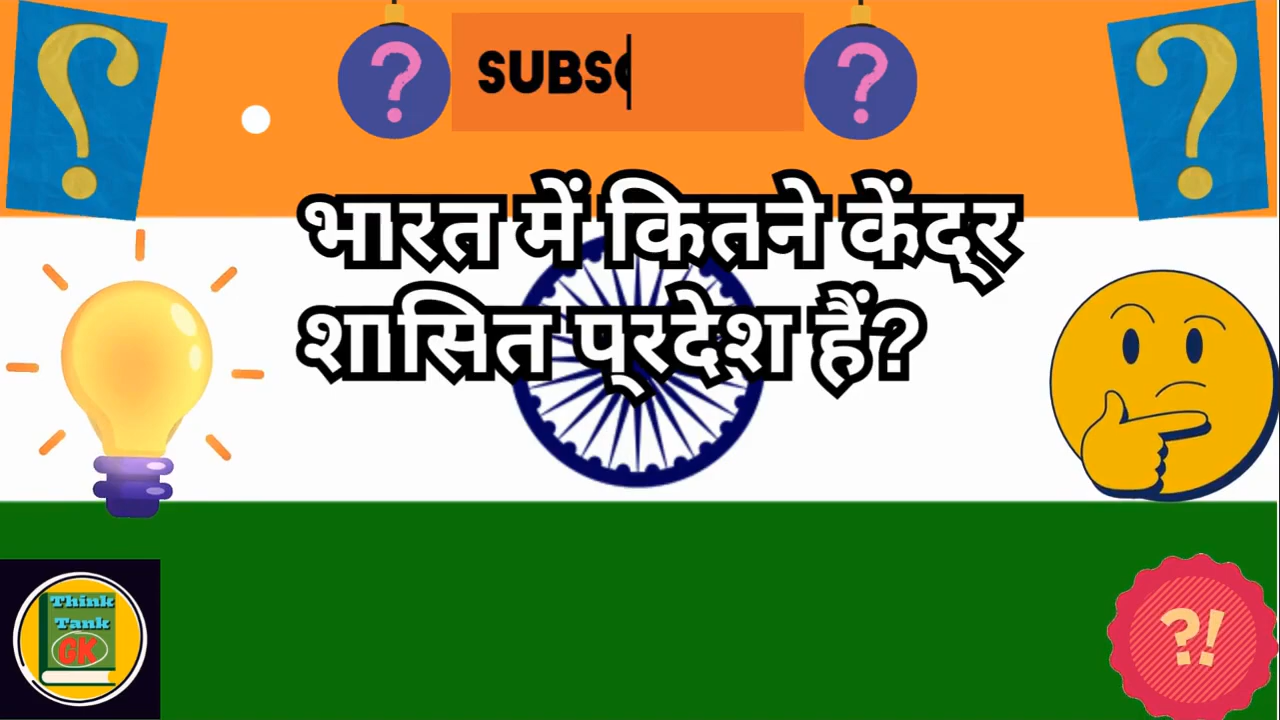 SUBSC
भारत में कितने केंद्र
शासित प्रदेश हैं?
Think
Tank
GK
?!